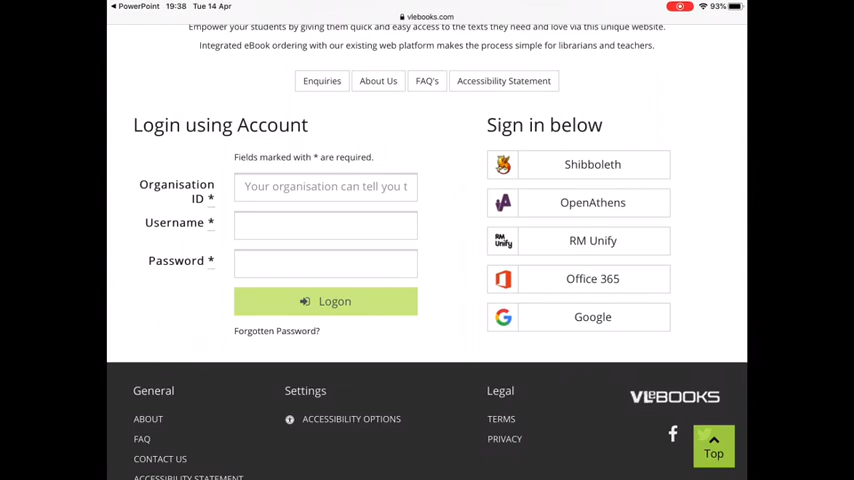 PowerPoint 19:38 Tue 14 Apr 93%
vlebooks.com
Empower your students by giving them quick and easy access to the texts they need and love via this unique website.
Integrated eBook ordering with our existing web platform makes the process simple for librarians and teachers.
Enquiries About Us FAQ's Accessibility Statement
Login using Account
Fields marked with * are required.
Organisation
ID *
Your organisation can tell you t
Username *
Password *
Logon
Forgotten Password?
Sign in below
Shibboleth
OpenAthens
RM
Unify
RM Unify
Office 365
Google
General
ABOUT
FAQ
CONTACT US
ACCESSIBILITY STATEMENT
Settings
ACCESSIBILITY OPTIONS
Legal
TERMS
PRIVACY
VLeBOOKS
Top